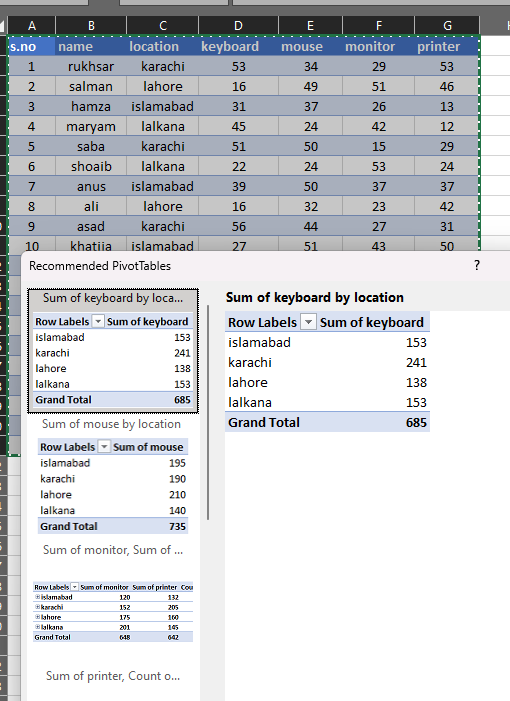 A B C D E F G
s.no name location keyboard mouse monitor printer
1 rukhsar karachi 53 34 29 53
2 salman lahore 16 49 51 46
3 hamza islamabad 31 37 26 13
4 maryam lalkana 45 24 42 12
5 saba karachi 51 50 15 29
6 shoaib lalkana 22 24 53 24
7 anus islamabad 39 50 37 37
8 ali lahore 16 32 23 42
9 asad karachi 56 44 27 31
10 khatija islamabad 27 51 43 50
Recommended PivotTables ?
Sum of keyboard by loca...
Row Labels Sum of keyboard
islamabad 153
karachi 241
lahore 138
lalkana 153
Grand Total 685
Sum of mouse by location
Row Labels Sum of mouse
islamabad 195
karachi 190
lahore 210
lalkana 140
Grand Total 735
Sum of monitor, Sum of ...
Row Labels Sum of monitor Sum of printer Cou
islamabad 120 132
karachi 152 205
lahore 175 160
lalkana 201 145
Grand Total 648 642
Sum of printer, Count o...
Sum of keyboard by location
Row Labels Sum of keyboard
islamabad 153
karachi 241
lahore 138
lalkana 153
Grand Total 685